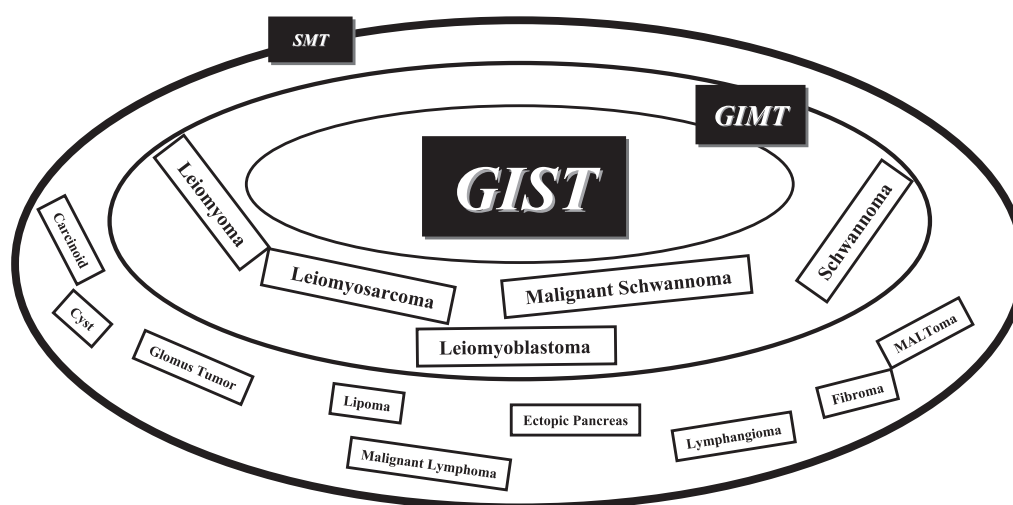 SMT
GIMT
GIST
Leiomyoma
Schwannoma
Carcinoid
Leiomyosarcoma
Malignant Schwannoma
Cyst
Leiomyoblastoma
MALToma
Glomus Tumor
Lipoma
Fibroma
Ectopic Pancreas
Lymphangioma
Malignant Lymphoma